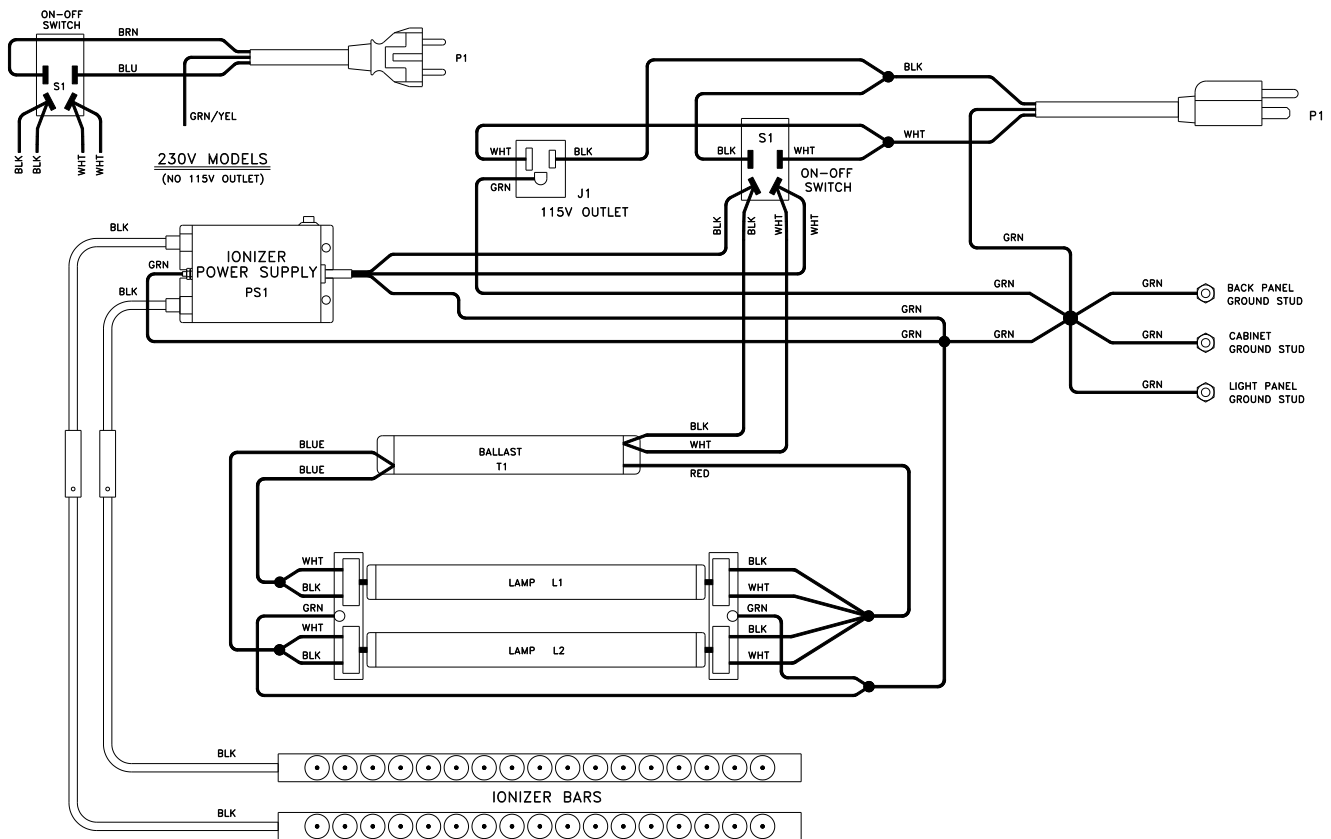 ON-OFF
SWITCH
BRN
BLU
S1
GRN/YEL
BLK
BLK
WHT
WHT
P1
230V MODELS
(NO 115V OUTLET)
BLK
WHT
P1
WHT
BLK
GRN
J1
115V OUTLET
S1
BLK
WHT
ON-OFF
SWITCH
BLK
BLK
WHT
WHT
GRN
BLK
GRN
BLK
IONIZER
POWER SUPPLY
PS1
GRN
GRN
BACK PANEL
GROUND STUD
GRN
GRN
GRN
GRN
CABINET
GROUND STUD
GRN
LIGHT PANEL
GROUND STUD
BLUE
BLUE
BALLAST
T1
BLK
WHT
RED
WHT
BLK
LAMP L1
BLK
WHT
GRN
GRN
WHT
BLK
LAMP L2
BLK
WHT
BLK
IONIZER BARS
BLK